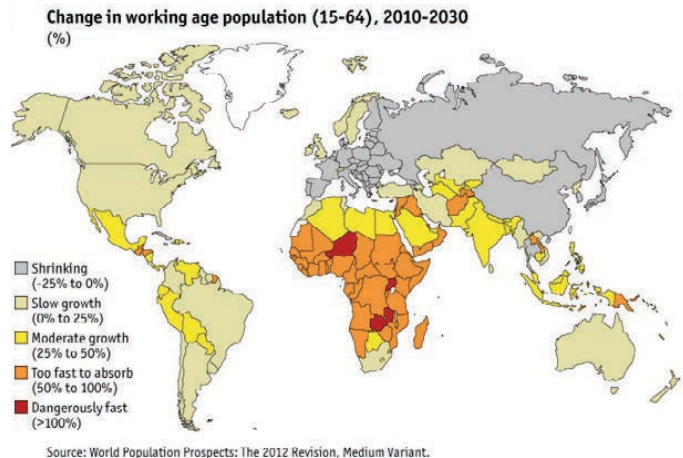 Change in working age population (15-64), 2010-2030
(%)
Shrinking
(-25% to 0%)
Slow growth
(0% to 25%)
Moderate growth
(25% to 50%)
Too fast to absorb
(50% to 100%)
Dangerously fast
(>100%)
Source: World Population Prospects: The 2012 Revision, Medium Variant.